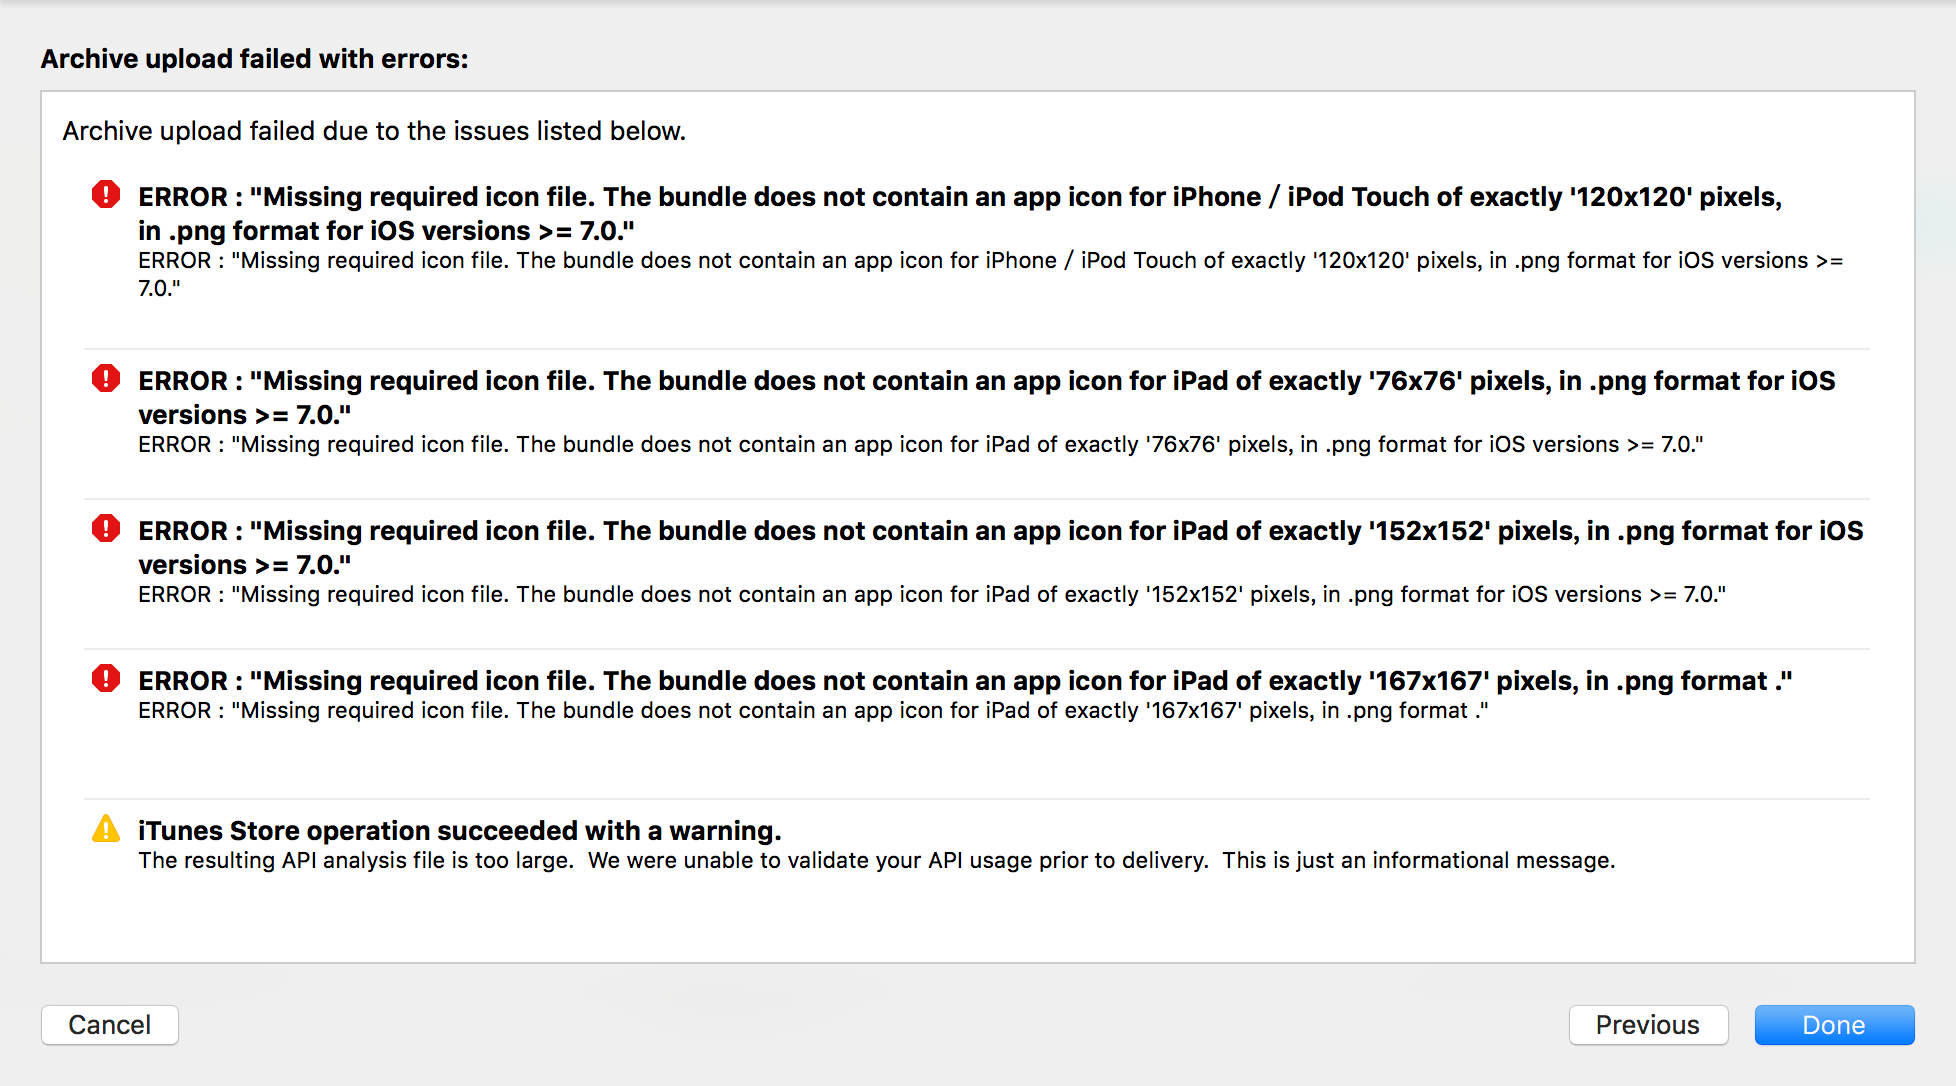 Archive upload failed with errors:
Archive upload failed due to the issues listed below.
ERROR : "Missing required icon file. The bundle does not contain an app icon for iPhone / iPod Touch of exactly '120x120' pixels,
in .png format for iOS versions >= 7.0."
ERROR : "Missing required icon file. The bundle does not contain an app icon for iPhone / iPod Touch of exactly '120x120' pixels, in .png format for iOS versions >=
7.0."
ERROR : "Missing required icon file. The bundle does not contain an app icon for iPad of exactly '76x76' pixels, in .png format for iOS
versions >= 7.0."
ERROR : "Missing required icon file. The bundle does not contain an app icon for iPad of exactly '76x76' pixels, in .png format for iOS versions >= 7.0."
ERROR : "Missing required icon file. The bundle does not contain an app icon for iPad of exactly '152x152' pixels, in .png format for iOS
versions >= 7.0."
ERROR : "Missing required icon file. The bundle does not contain an app icon for iPad of exactly '152x152' pixels, in .png format for iOS versions >= 7.0."
ERROR : "Missing required icon file. The bundle does not contain an app icon for iPad of exactly '167x167' pixels, in .png format ."
ERROR : "Missing required icon file. The bundle does not contain an app icon for iPad of exactly '167x167' pixels, in .png format ."
iTunes Store operation succeeded with a warning.
The resulting API analysis file is too large.  We were unable to validate your API usage prior to delivery.  This is just an informational message.
Cancel
Previous
Done